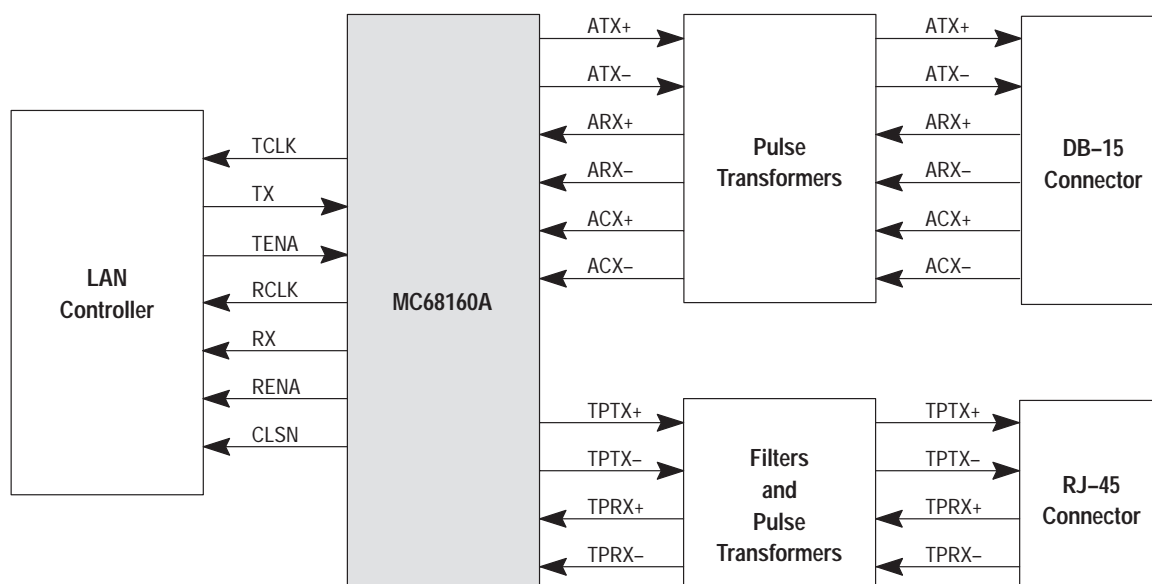 ATX+
ATX–
ARX+
ARX–
ACX+
ACX–
Pulse
Transformers
ATX+
ATX–
ARX+
ARX–
ACX+
ACX–
DB–15
Connector
LAN
Controller
TCLK
TX
TENA
RCLK
RX
RENA
CLSN
MC68160A
TPTX+
TPTX–
TPRX+
TPRX–
Filters
and
Pulse
Transformers
TPTX+
TPTX–
TPRX+
TPRX–
RJ–45
Connector